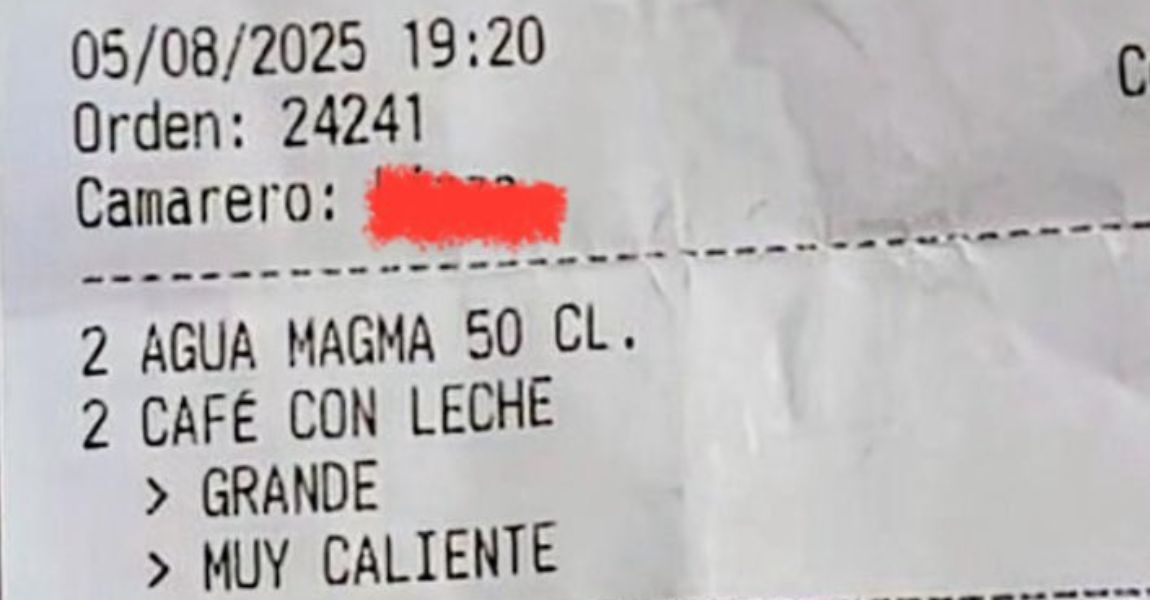 05/08/2025 19:20
Orden: 24241
Camarero:
2 AGUA MAGMA 50 CL.
2 CAFÉ CON LECHE
> GRANDE
> MUY CALIENTE